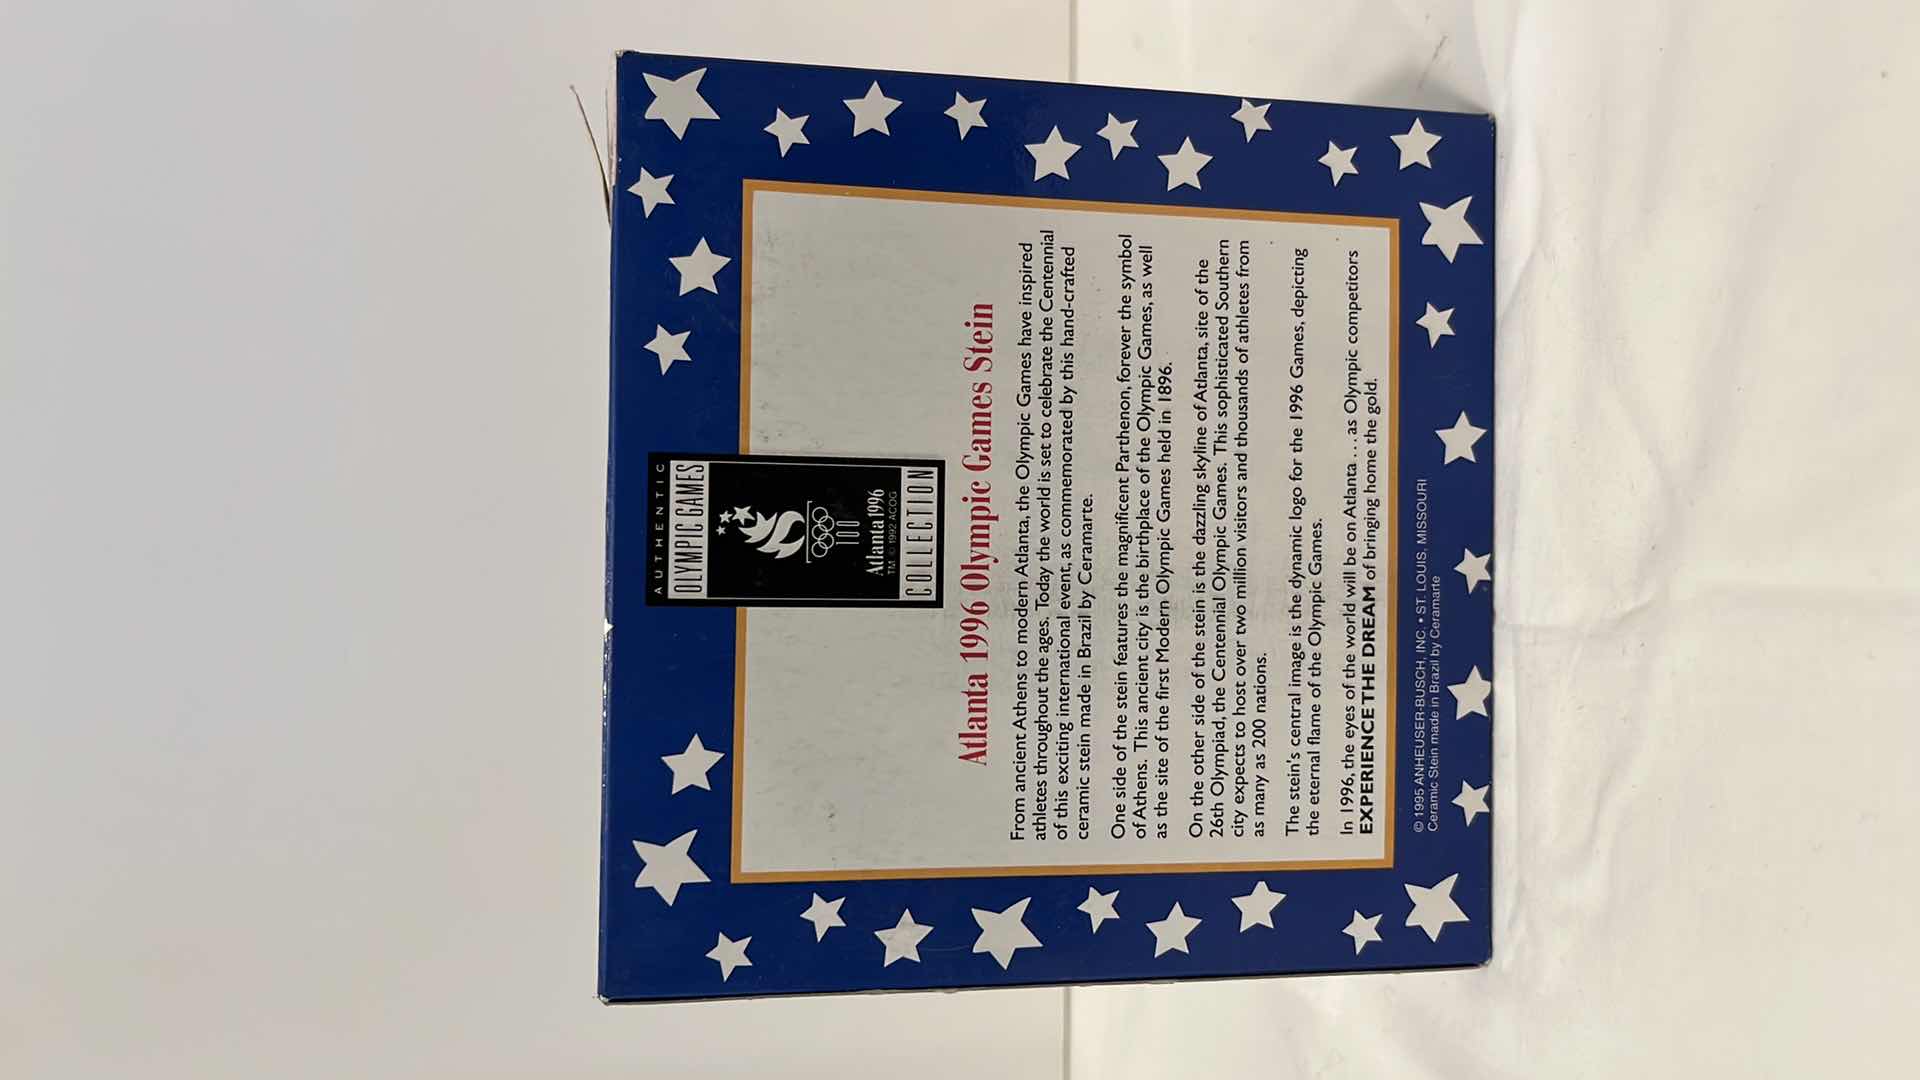 AUTHENTIC
OLYMPIC GAMES
100
Atlanta 1996
TM © 1992 ACOG
COLLECTION
Atlanta 1996 Olympic Games Stein
From ancient Athens to modern Atlanta, the Olympic Games have inspired
athletes throughout the ages. Today the world is set to celebrate the Centennial
of this exciting international event, as commemorated by this hand-crafted
ceramic stein made in Brazil by Ceramarte.
One side of the stein features the magnificent Parthenon, forever the symbol
of Athens. This ancient city is the birthplace of the Olympic Games, as well
as the site of the first Modern Olympic Games held in 1896.
On the other side of the stein is the dazzling skyline of Atlanta, site of the
26th Olympiad, the Centennial Olympic Games. This sophisticated Southern
city expects to host over two million visitors and thousands of athletes from
as many as 200 nations.
The stein's central image is the dynamic logo for the 1996 Games, depicting
the eternal flame of the Olympic Games.
In 1996, the eyes of the world will be on Atlanta . . . as Olympic competitors
EXPERIENCE THE DREAM of bringing home the gold.
© 1995 ANHEUSER-BUSCH, INC. • ST. LOUIS, MISSOURI
Ceramic Stein made in Brazil by Ceramarte